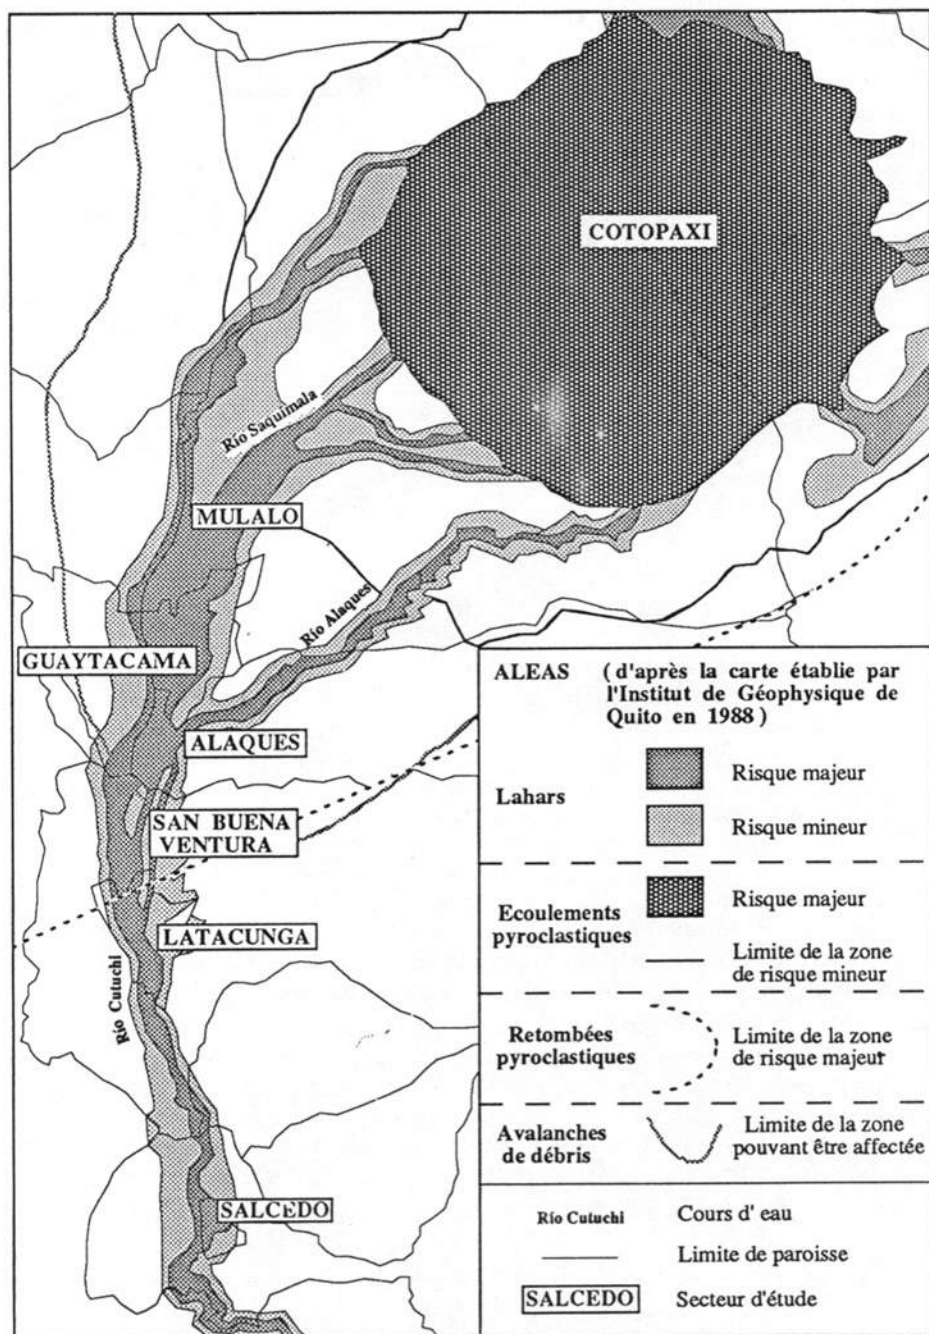 COTOPAXI
Río Saquimala
MULALO
Río Alaques
GUAYTACAMA
ALAQUES
SAN BUENA
VENTURA
LATACUNGA
Río Cutuchi
SALCEDO
ALEAS (d'après la carte établie par
l'Institut de Géophysique de
Quito en 1988)
Lahars
Risque majeur
Risque mineur
Ecoulements
pyroclastiques
Risque majeur
Limite de la zone
de risque mineur
Retombées
pyroclastiques
Limite de la zone
de risque majeur
Avalanches
de débris
Limite de la zone
pouvant être affectée
Río Cutuchi
Cours d'eau
Limite de paroisse
SALCEDO
Secteur d'étude